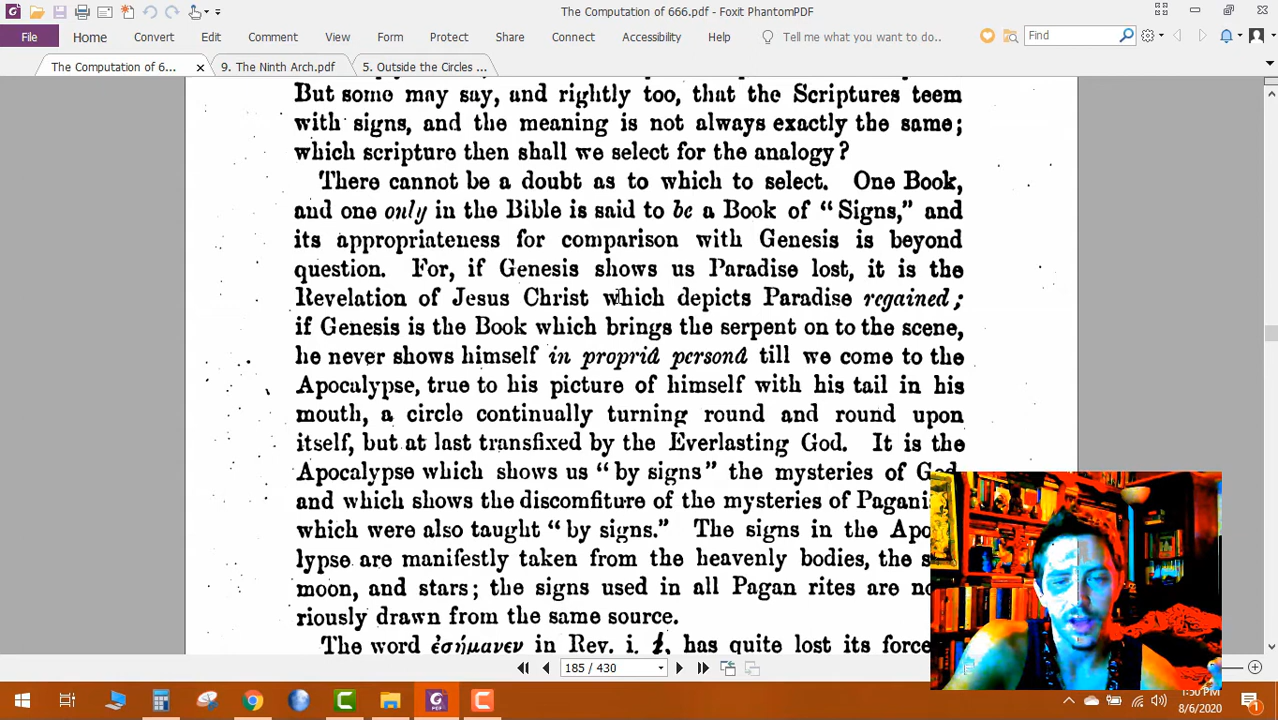 The Computation of 666.pdf - Foxit PhantomPDF
File Home Convert Edit Comment View Form Protect Share Connect Accessibility Help Tell me what you want to do.. Find
The Computation of 6... 9. The Ninth Arch.pdf 5. Outside the Circles ...
But some may say, and rightly too, that the Scriptures teem
with signs, and the meaning is not always exactly the same;
which scripture then shall we select for the analogy?
There cannot be a doubt as to which to select. One Book,
and one only in the Bible is said to be a Book of “Signs,” and
its appropriateness for comparison with Genesis is beyond
question. For, if Genesis shows us Paradise lost, it is the
Revelation of Jesus Christ which depicts Paradise regained;
if Genesis is the Book which brings the serpent on to the scene,
he never shows himself in propriâ personâ till we come to the
Apocalypse, true to his picture of himself with his tail in his
mouth, a circle continually turning round and round upon
itself, but at last transfixed by the Everlasting God. It is the
Apocalypse which shows us “by signs” the mysteries of God
and which shows the discomfiture of the mysteries of Pagani
which were also taught “by signs.” The signs in the Apo
lypse are manifestly taken from the heavenly bodies, the s
moon, and stars; the signs used in all Pagan rites are no
riously drawn from the same source.
The word ἐσήμανεν in Rev. i. has quite lost its force
185 / 430
1:50 PM
8/6/2020